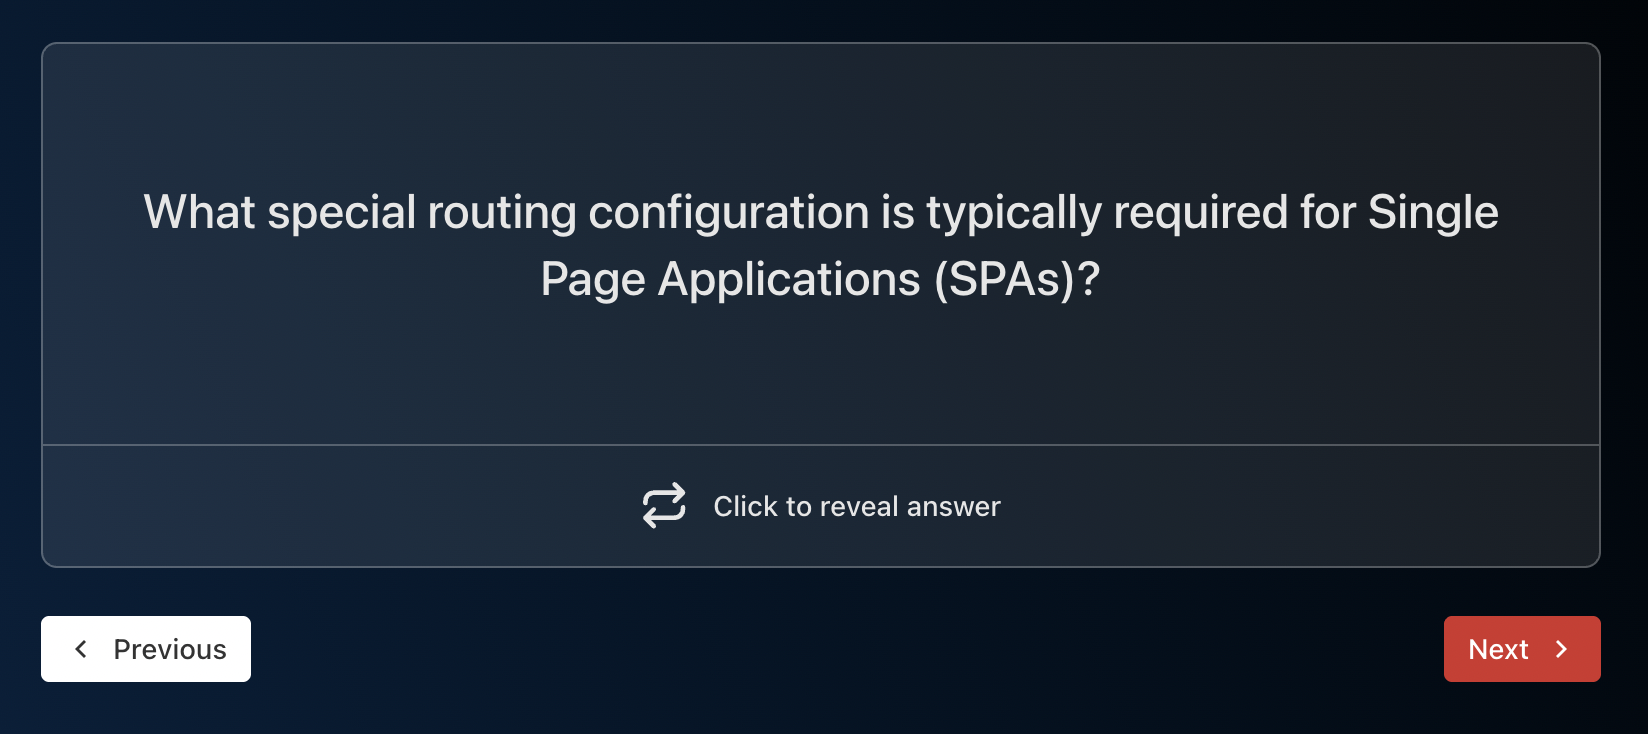 What special routing configuration is typically required for Single
Page Applications (SPAs)?
Click to reveal answer
Previous
Next